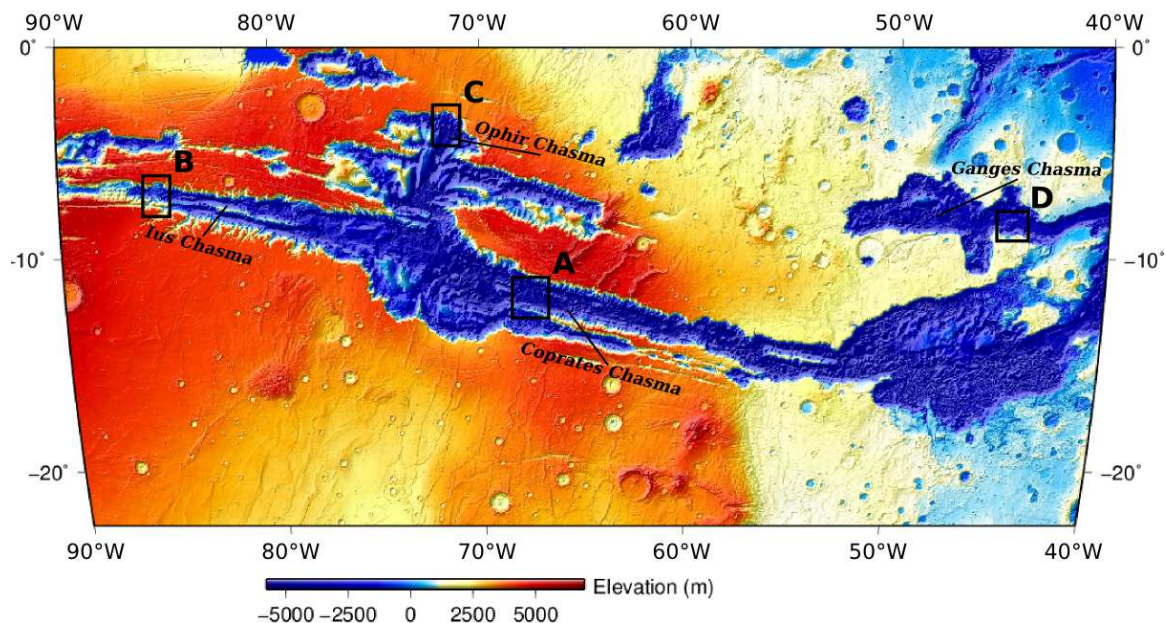 90°W 80°W 70°W 60°W 50°W 40°W
0° 0°
C
Ophir Chasma
B
Ganges Chasma
D
Ius Chasma
−10° −10°
A
Coprates Chasma
−20° −20°
90°W 80°W 70°W 60°W 50°W 40°W
Elevation (m)
−5000 −2500 0 2500 5000